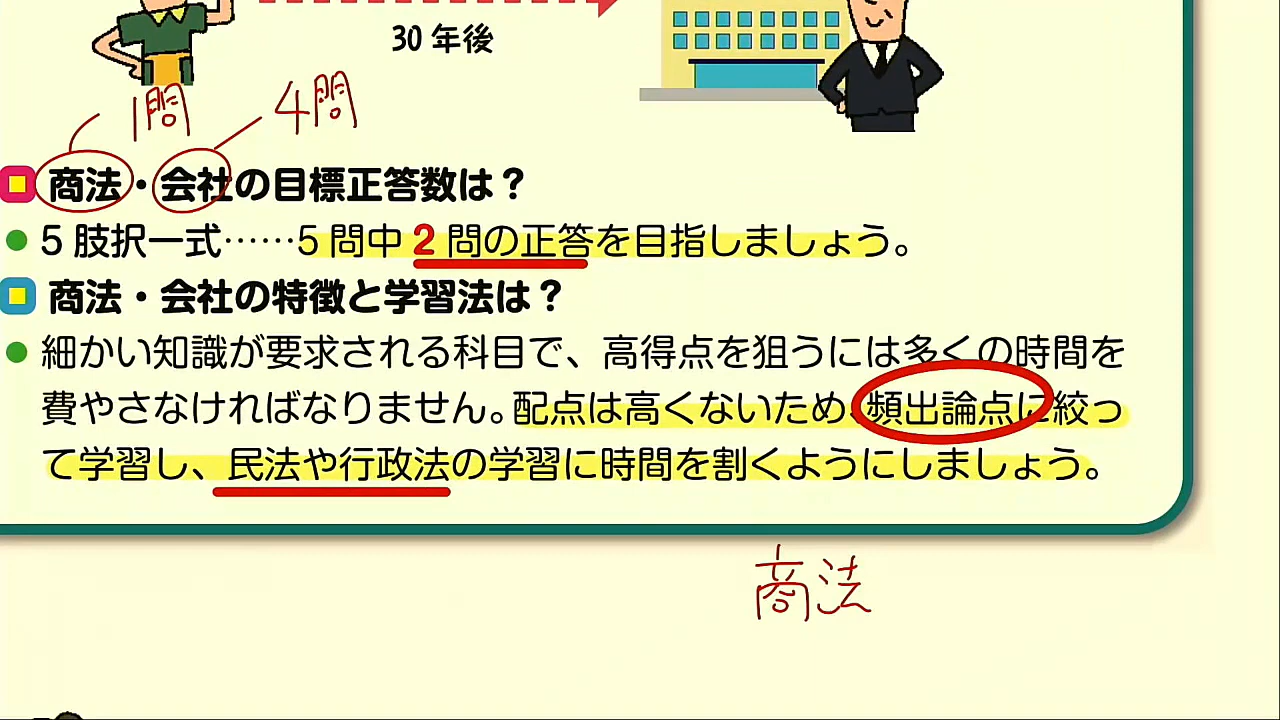 30年後
1問 4問
商法・会社の目標正答数は？
5肢択一式……5問中2問の正答を目指しましょう。
商法・会社の特徴と学習法は？
細かい知識が要求される科目で、高得点を狙うには多くの時間を
費やさなければなりません。配点は高くないため、頻出論点に絞っ
て学習し、民法や行政法の学習に時間を割くようにしましょう。
商法